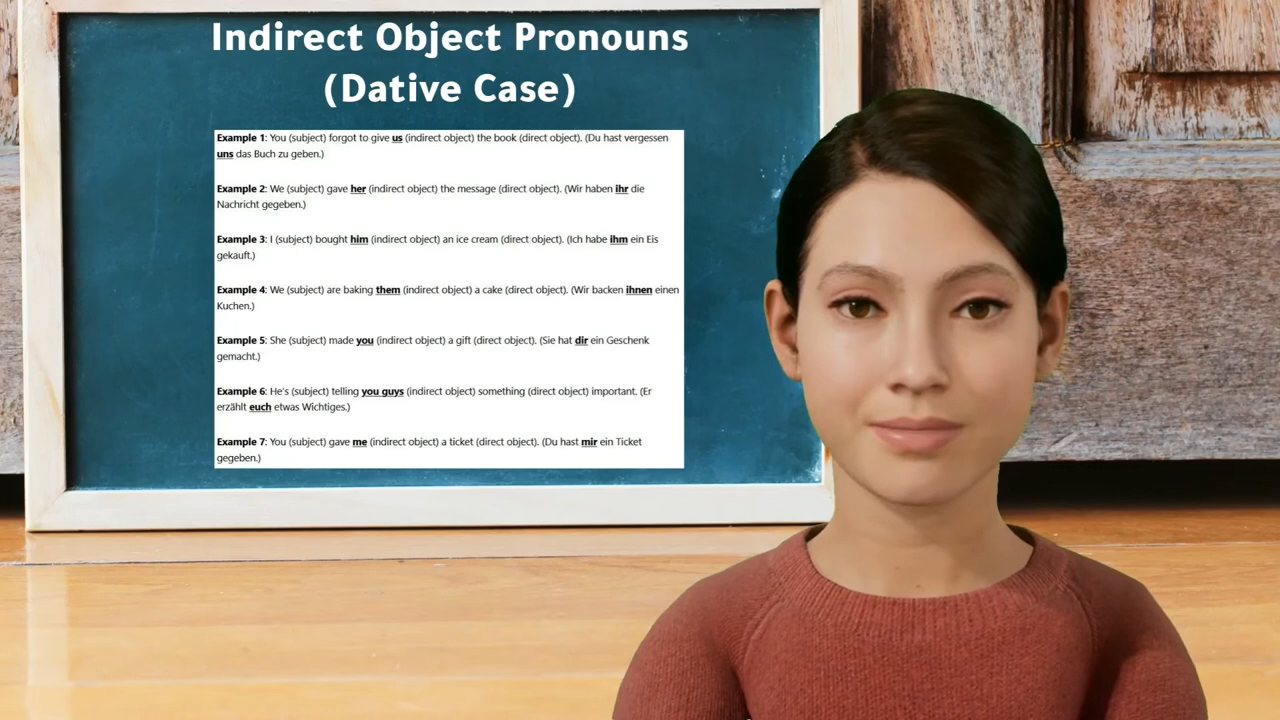 Indirect Object Pronouns
(Dative Case)
Example 1: You (subject) forgot to give us (indirect object) the book (direct object). (Du hast vergessen
uns das Buch zu geben.)
Example 2: We (subject) gave her (indirect object) the message (direct object). (Wir haben ihr die
Nachricht gegeben.)
Example 3: I (subject) bought him (indirect object) an ice cream (direct object). (Ich habe ihm ein Eis
gekauft.)
Example 4: We (subject) are baking them (indirect object) a cake (direct object). (Wir backen ihnen einen
Kuchen.)
Example 5: She (subject) made you (indirect object) a gift (direct object). (Sie hat dir ein Geschenk
gemacht.)
Example 6: He's (subject) telling you guys (indirect object) something (direct object) important. (Er
erzählt euch etwas Wichtiges.)
Example 7: You (subject) gave me (indirect object) a ticket (direct object). (Du hast mir ein Ticket
gegeben.)